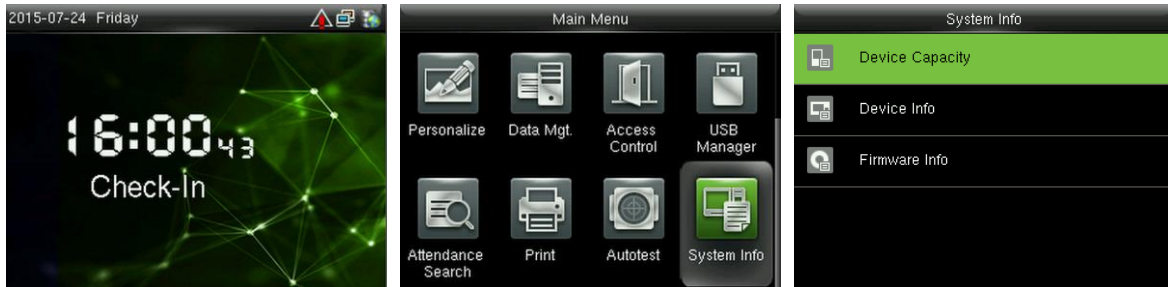 2015-07-24 Friday
16:00 43
Check-In
Main Menu
Personalize
Data Mgt.
Access
Control
USB
Manager
Attendance
Search
Print
Autotest
System Info
System Info
Device Capacity
Device Info
Firmware Info